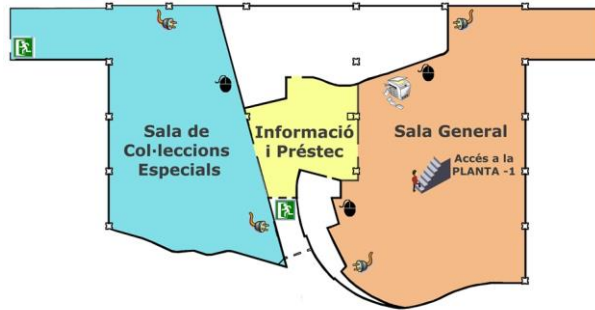 Sala de
Col·leccions
Especials
Informació
i Préstec
Sala General
Accés a la
PLANTA -1